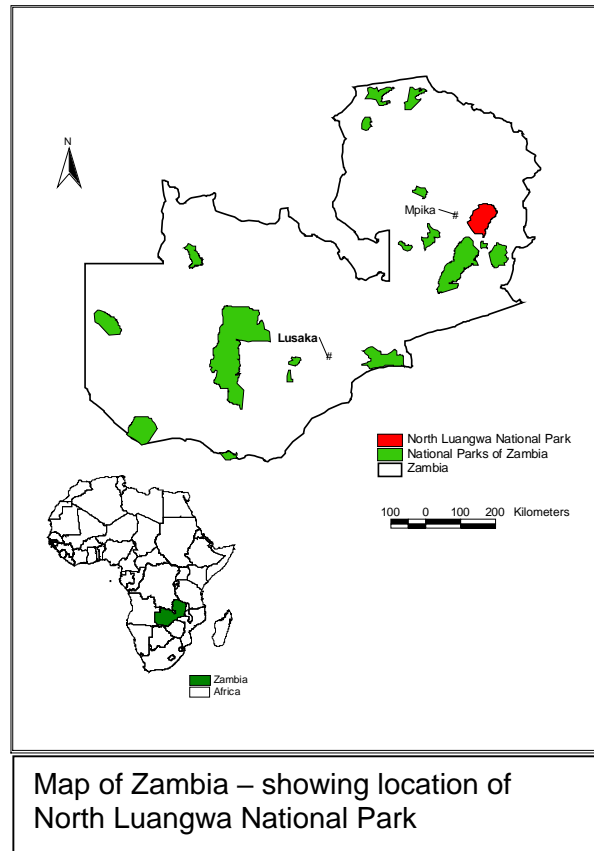 N
Mpika
#
Lusaka
#
North Luangwa National Park
National Parks of Zambia
Zambia
100 0 100 200 Kilometers
Zambia
Africa
Map of Zambia – showing location of
North Luangwa National Park